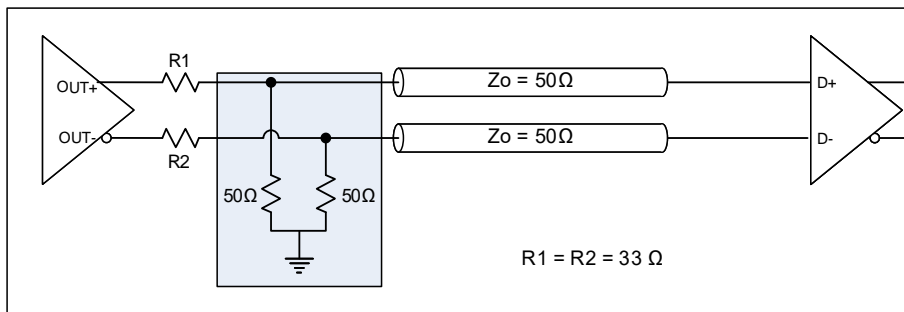 R1
OUT+
Zo = 50Ω
D+
OUT-
Zo = 50Ω
D-
R2
50Ω
50Ω
R1 = R2 = 33 Ω